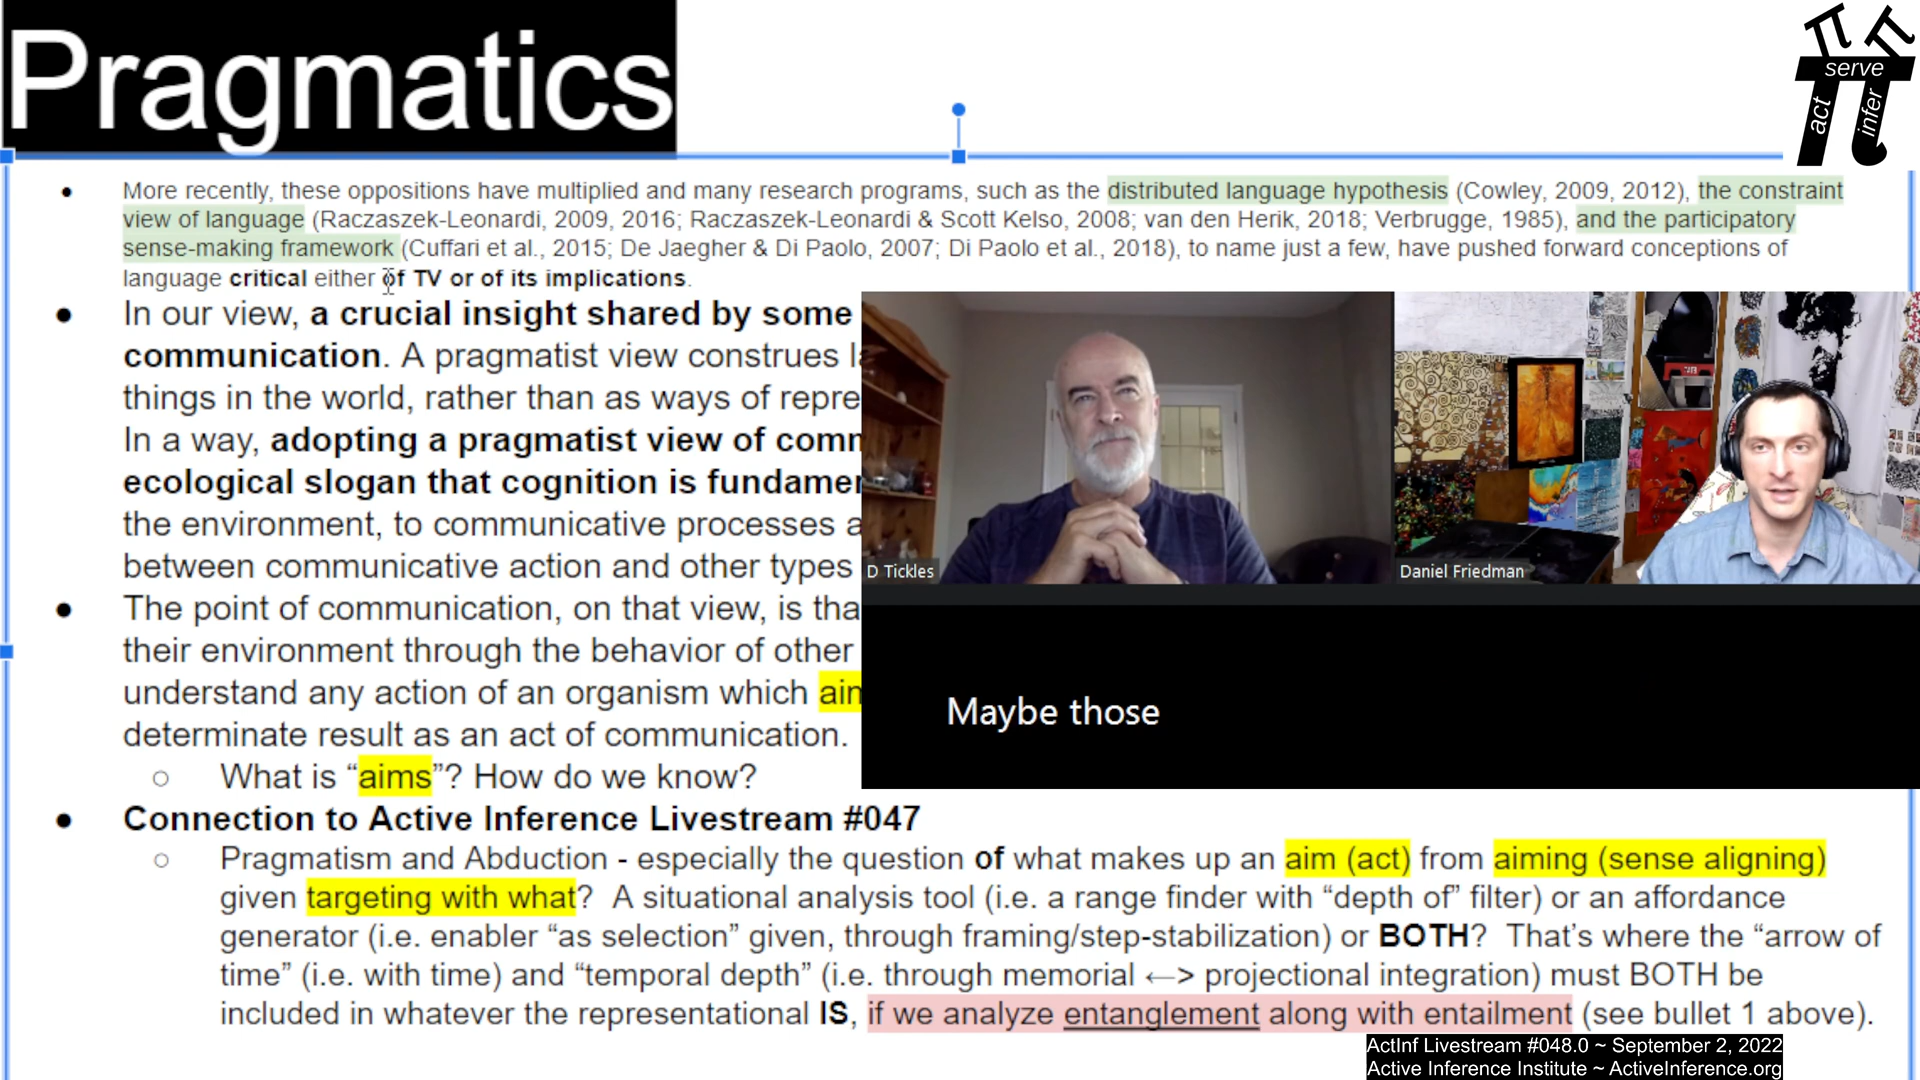 Pragmatics
serve
act
infer
More recently, these oppositions have multiplied and many research programs, such as the distributed language hypothesis (Cowley, 2009, 2012), the constraint
view of language (Raczaszek-Leonardi, 2009, 2016; Raczaszek-Leonardi & Scott Kelso, 2008; van den Herik, 2018; Verbrugge, 1985), and the participatory
sense-making framework (Cuffari et al., 2015; De Jaegher & Di Paolo, 2007; Di Paolo et al., 2018), to name just a few, have pushed forward conceptions of
language critical either of TV or of its implications.
In our view, a crucial insight shared by some
communication. A pragmatist view construes
things in the world, rather than as ways of repre
In a way, adopting a pragmatist view of com
ecological slogan that cognition is fundamen
the environment, to communicative processes a
between communicative action and other types
The point of communication, on that view, is tha
their environment through the behavior of other
understand any action of an organism which aim
determinate result as an act of communication.
What is “aims”? How do we know?
D Tickles
Daniel Friedman
Maybe those
Connection to Active Inference Livestream #047
Pragmatism and Abduction - especially the question of what makes up an aim (act) from aiming (sense aligning)
given targeting with what? A situational analysis tool (i.e. a range finder with “depth of” filter) or an affordance
generator (i.e. enabler “as selection” given, through framing/step-stabilization) or BOTH? That’s where the “arrow of
time” (i.e. with time) and “temporal depth” (i.e. through memorial <—> projectional integration) must BOTH be
included in whatever the representational IS, if we analyze entanglement along with entailment (see bullet 1 above).
ActInf Livestream #048.0 ~ September 2, 2022
Active Inference Institute ~ ActiveInference.org